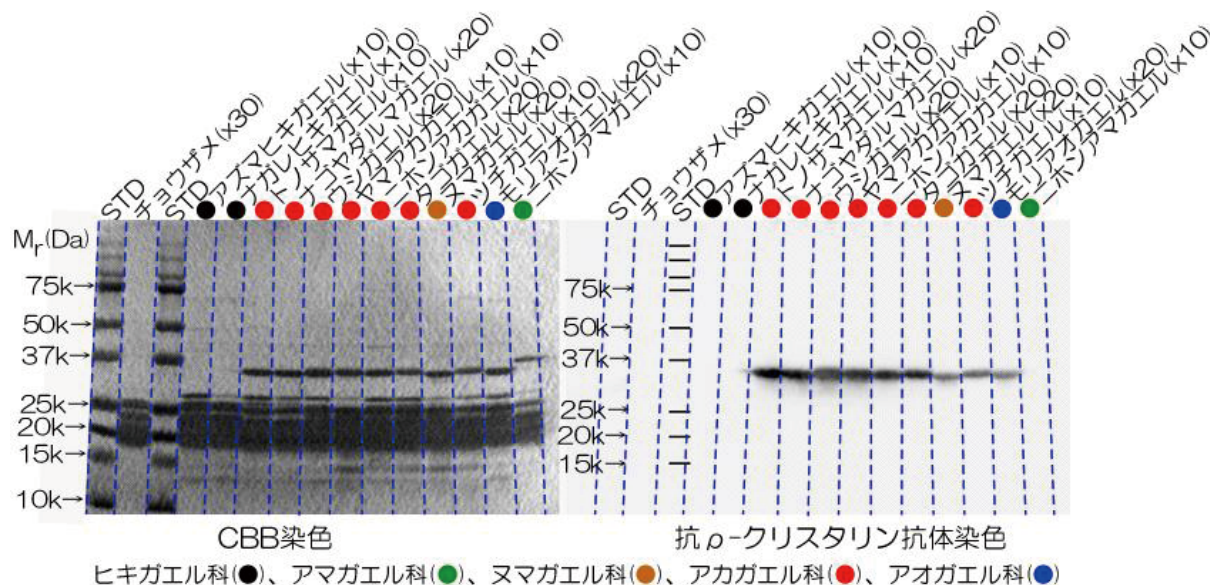 STD
チョウザメ(x30)
STD
アズマヒキガエル(x10)
ナガレヒキガエル(x10)
トノサマガエル(x10)
ナゴヤダルマガエル(x20)
ウシガエル(x20)
ヤマアカガエル(x10)
ニホンアカガエル(x10)
タゴガエル(x20)
ヌマガエル(x20)
ツチガエル(x10)
モリアオガエル(x20)
ニホンアマガエル(x10)
Mr(Da)
75k→
50k→
37k→
25k→
20k→
15k→
10k→
CBB染色
STD
チョウザメ(x30)
STD
アズマヒキガエル(x10)
ナガレヒキガエル(x10)
トノサマガエル(x10)
ナゴヤダルマガエル(x20)
ウシガエル(x20)
ヤマアカガエル(x10)
ニホンアカガエル(x10)
タゴガエル(x20)
ヌマガエル(x20)
ツチガエル(x10)
モリアオガエル(x20)
ニホンアマガエル(x10)
75k→
50k→
37k→
25k→
20k→
15k→
抗ρ-クリスタリン抗体染色
ヒキガエル科(●)、アマガエル科(●)、ヌマガエル科(●)、アカガエル科(●)、アオガエル科(●)